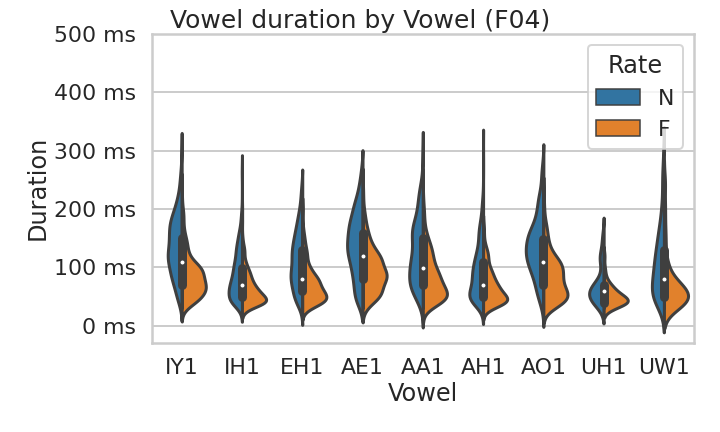 Vowel duration by Vowel (F04)
500 ms
400 ms
300 ms
200 ms
100 ms
0 ms
Duration
Rate
N
F
IY1 IH1 EH1 AE1 AA1 AH1 AO1 UH1 UW1
Vowel